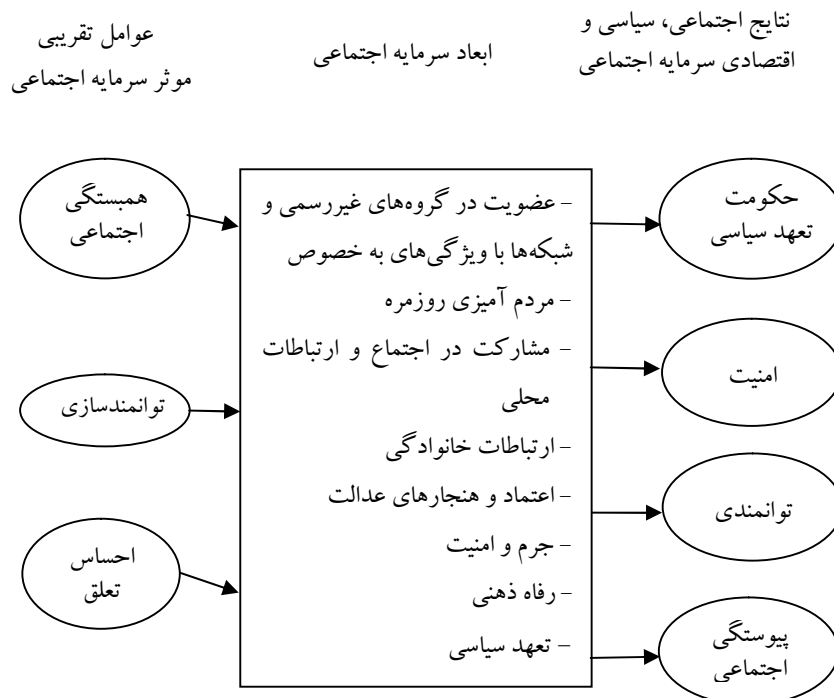 نتایج اجتماعی، سیاسی و
اقتصادی سرمایه اجتماعی
ابعاد سرمایه اجتماعی
عوامل تقریبی
موثر سرمایه اجتماعی
حکومت
تعهد سیاسی
امنیت
توانمندی
پیوستگی
اجتماعی
– عضویت در گروه‌های غیررسمی و
شبکه‌ها با ویژگی‌های به خصوص
– مردم آمیزی روزمره
– مشارکت در اجتماع و ارتباطات
محلی
– ارتباطات خانوادگی
– اعتماد و هنجارهای عدالت
– جرم و امنیت
– رفاه ذهنی
– تعهد سیاسی
همبستگی
اجتماعی
توانمندسازی
احساس
تعلق